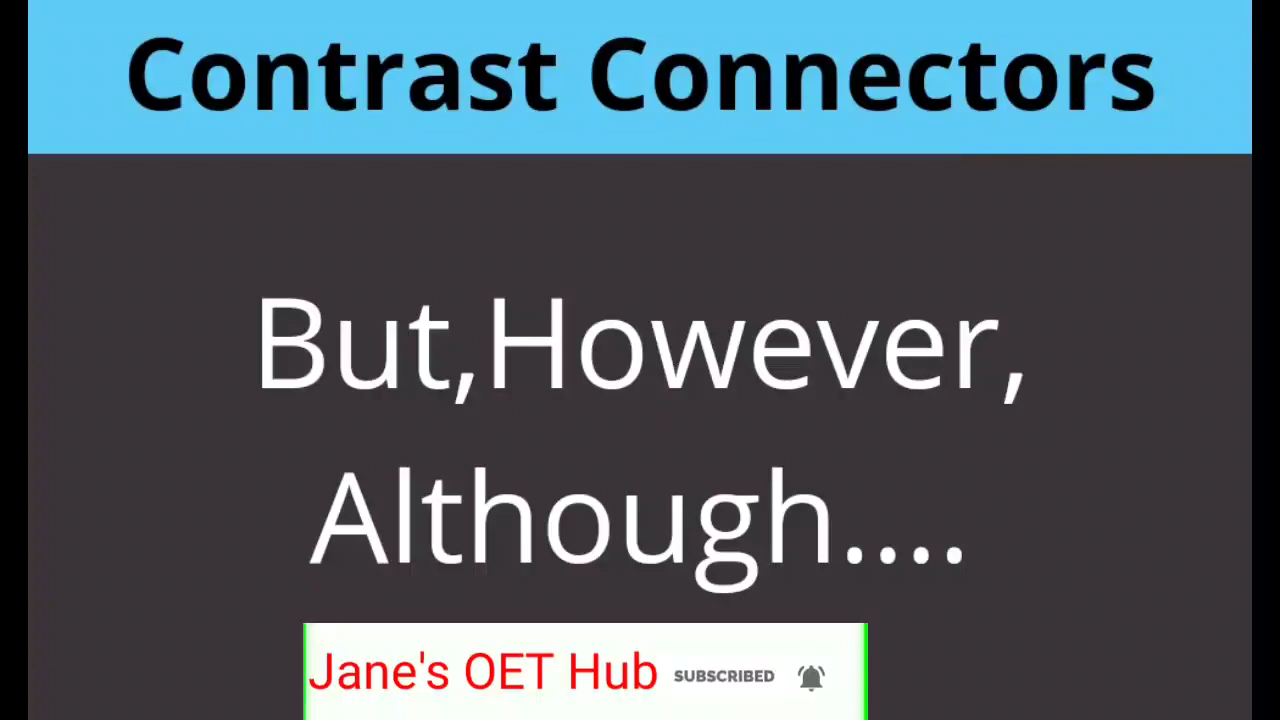 Contrast Connectors
But,However,
Although....
Jane's OET Hub SUBSCRIBED